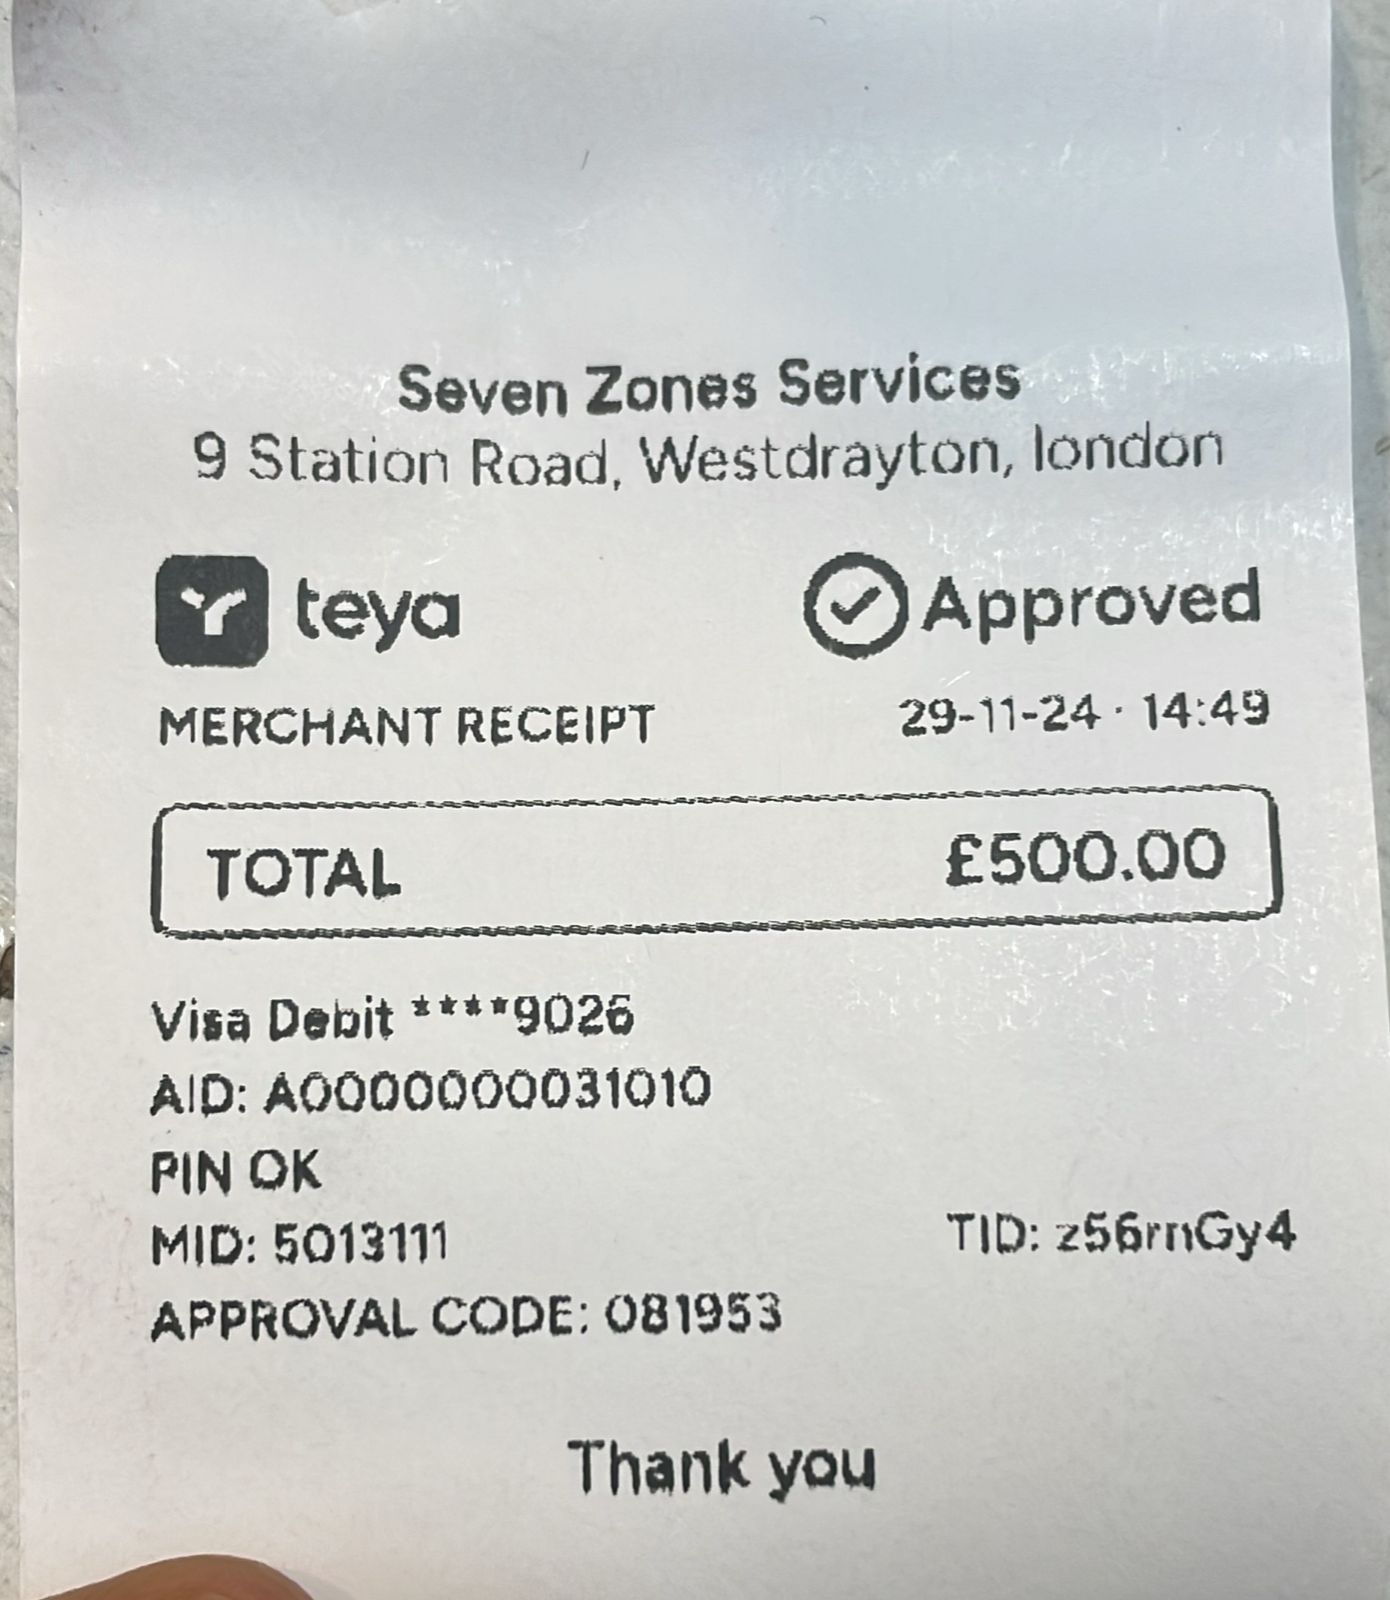 Seven Zones Services
9 Station Road, Westdrayton, london
teya
Approved
MERCHANT RECEIPT
29-11-24 · 14:49
TOTAL
£500.00
Visa Debit ****9026
AID: A0000000031010
PIN OK
MID: 5013111
TID: z56rnGy4
APPROVAL CODE: 081953
Thank you